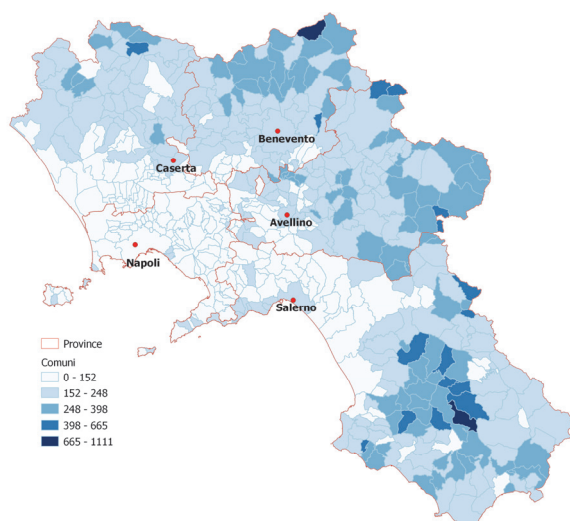 Benevento
Caserta
Avellino
Napoli
Salerno
Province
Comuni
0 - 152
152 - 248
248 - 398
398 - 665
665 - 1111